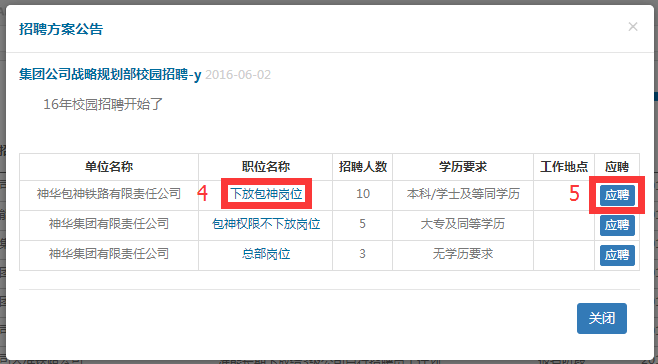 招聘方案公告 ×
集团公司战略规划部校园招聘-y 2016-06-02
16年校园招聘开始了
单位名称 职位名称 招聘人数 学历要求 工作地点 应聘
神华包神铁路有限责任公司 4 下放包神岗位 10 本科/学士及等同学历 5 应聘
神华集团有限责任公司 包神权限不下放岗位 5 大专及同等学历 应聘
神华集团有限责任公司 总部岗位 3 无学历要求 应聘
关闭